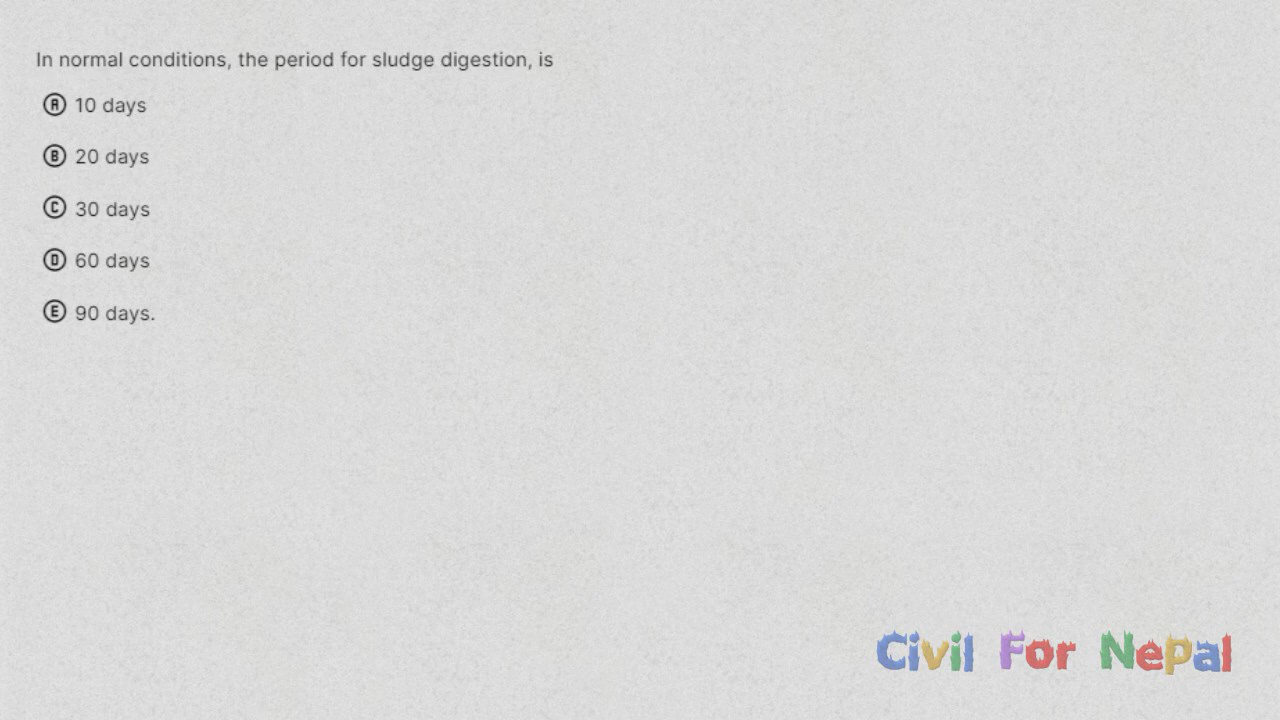 In normal conditions, the period for sludge digestion, is
A 10 days
B 20 days
C 30 days
D 60 days
E 90 days.
Civil For Nepal